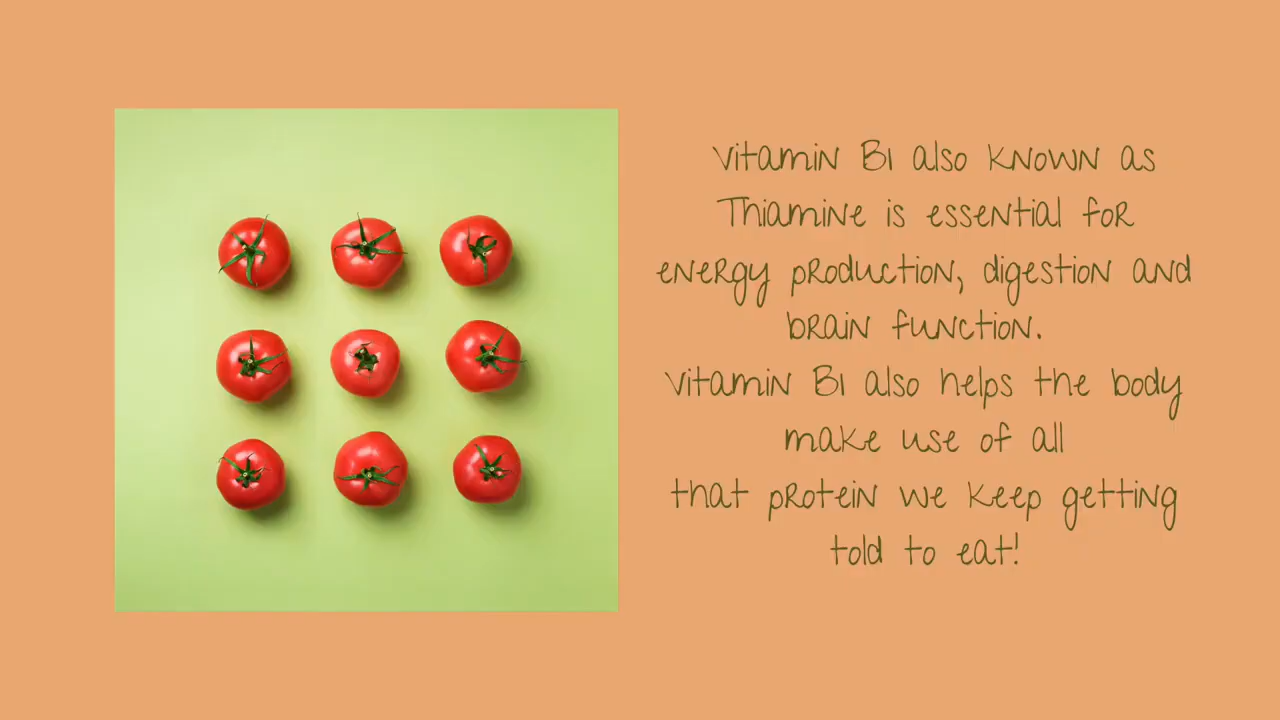 Vitamin B1 also known as
Thiamine is essential for
energy production, digestion and
brain function.
Vitamin B1 also helps the body
make use of all
that protein we keep getting
told to eat!